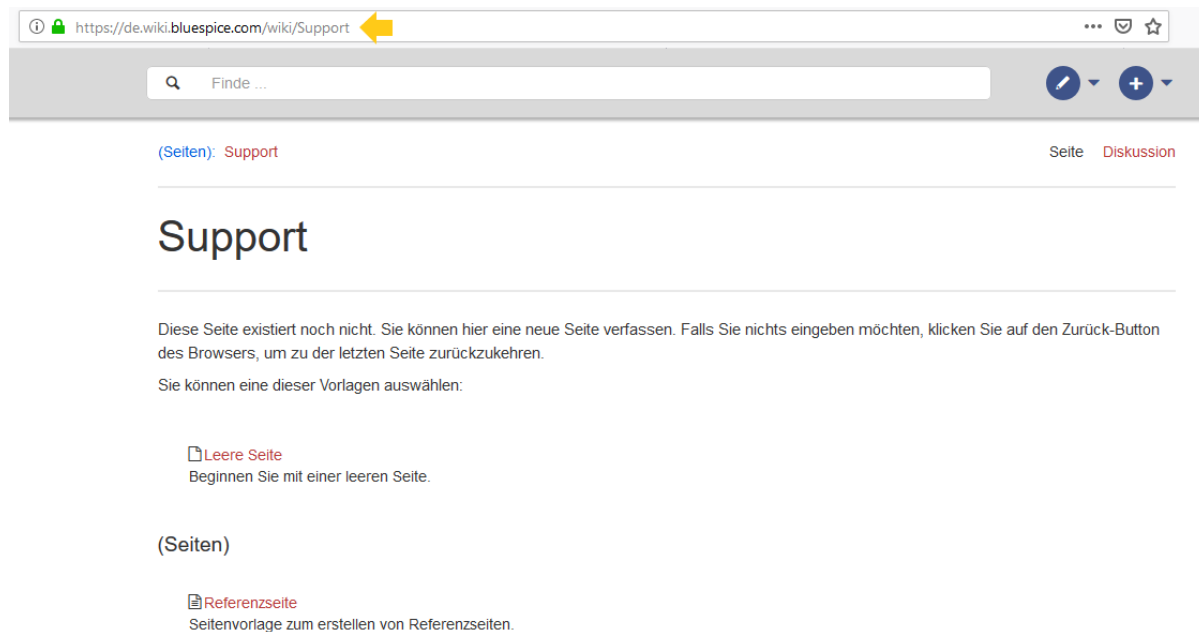 https://de.wiki.bluespice.com/wiki/Support
Finde ...
(Seiten): Support Seite Diskussion
Support
Diese Seite existiert noch nicht. Sie können hier eine neue Seite verfassen. Falls Sie nichts eingeben möchten, klicken Sie auf den Zurück-Button
des Browsers, um zu der letzten Seite zurückzukehren.
Sie können eine dieser Vorlagen auswählen:
Leere Seite
Beginnen Sie mit einer leeren Seite.
(Seiten)
Referenzseite
Seitenvorlage zum erstellen von Referenzseiten.